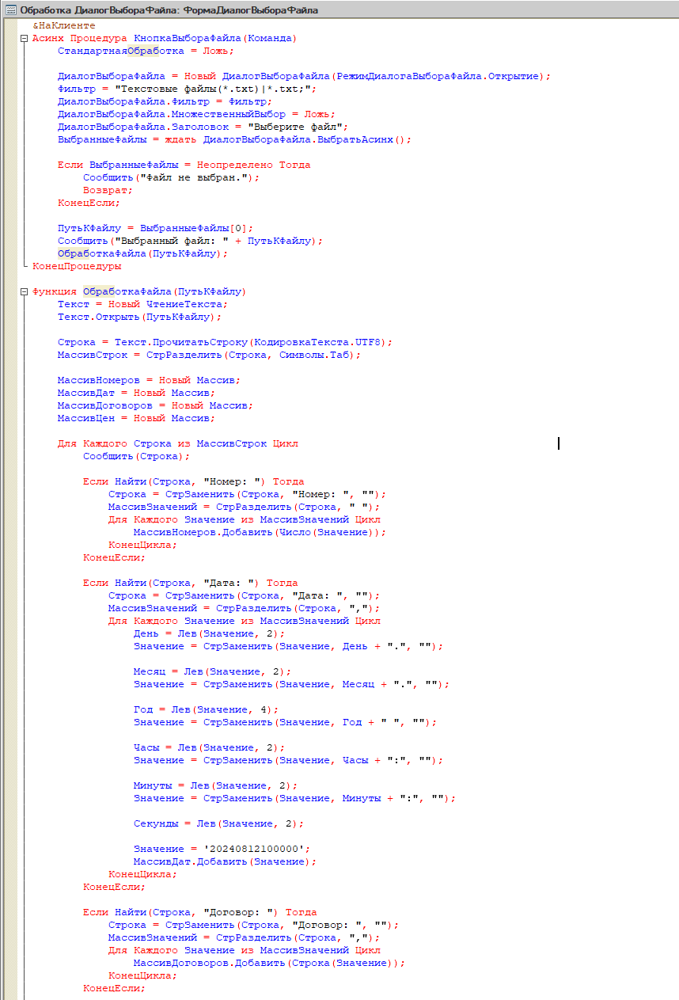 Обработка ДиалогВыбораФайла: ФормаДиалогВыбораФайла
&НаКлиенте
Асинх Процедура КнопкаВыбораФайла(Команда)
СтандартнаяОбработка = Ложь;
ДиалогВыбораФайла = Новый ДиалогВыбораФайла(РежимДиалогаВыбораФайла.Открытие);
Фильтр = "Текстовые файлы(*.txt)|*.txt;";
ДиалогВыбораФайла.Фильтр = Фильтр;
ДиалогВыбораФайла.МножественныйВыбор = Ложь;
ДиалогВыбораФайла.Заголовок = "Выберите файл";
ВыбранныеФайлы = ждать ДиалогВыбораФайла.ВыбратьАсинх();
Если ВыбранныеФайлы = Неопределено Тогда
Сообщить("Файл не выбран.");
Возврат;
КонецЕсли;
ПутьКФайлу = ВыбранныеФайлы[0];
Сообщить("Выбранный файл: " + ПутьКФайлу);
ОбработкаФайла(ПутьКФайлу);
КонецПроцедуры
Функция ОбработкаФайла(ПутьКФайлу)
Текст = Новый ЧтениеТекста;
Текст.Открыть(ПутьКФайлу);
Строка = Текст.ПрочитатьСтроку(КодировкаТекста.UTF8);
МассивСтрок = СтрРазделить(Строка, Символы.Таб);
МассивНомеров = Новый Массив;
МассивДат = Новый Массив;
МассивДоговоров = Новый Массив;
МассивЦен = Новый Массив;
Для Каждого Строка из МассивСтрок Цикл
Сообщить(Строка);
Если Найти(Строка, "Номер: ") Тогда
Строка = СтрЗаменить(Строка, "Номер: ", "");
МассивЗначений = СтрРазделить(Строка, " ");
Для Каждого Значение из МассивЗначений Цикл
МассивНомеров.Добавить(Число(Значение));
КонецЦикла;
КонецЕсли;
Если Найти(Строка, "Дата: ") Тогда
Строка = СтрЗаменить(Строка, "Дата: ", "");
МассивЗначений = СтрРазделить(Строка, ",");
Для Каждого Значение из МассивЗначений Цикл
День = Лев(Значение, 2);
Значение = СтрЗаменить(Значение, День + ".", "");
Месяц = Лев(Значение, 2);
Значение = СтрЗаменить(Значение, Месяц + ".", "");
Год = Лев(Значение, 4);
Значение = СтрЗаменить(Значение, Год + " ", "");
Часы = Лев(Значение, 2);
Значение = СтрЗаменить(Значение, Часы + ":", "");
Минуты = Лев(Значение, 2);
Значение = СтрЗаменить(Значение, Минуты + ":", "");
Секунды = Лев(Значение, 2);
Значение = '20240812100000';
МассивДат.Добавить(Значение);
КонецЦикла;
КонецЕсли;
Если Найти(Строка, "Договор: ") Тогда
Строка = СтрЗаменить(Строка, "Договор: ", "");
МассивЗначений = СтрРазделить(Строка, ",");
Для Каждого Значение из МассивЗначений Цикл
МассивДоговоров.Добавить(Строка(Значение));
КонецЦикла;
КонецЕсли;